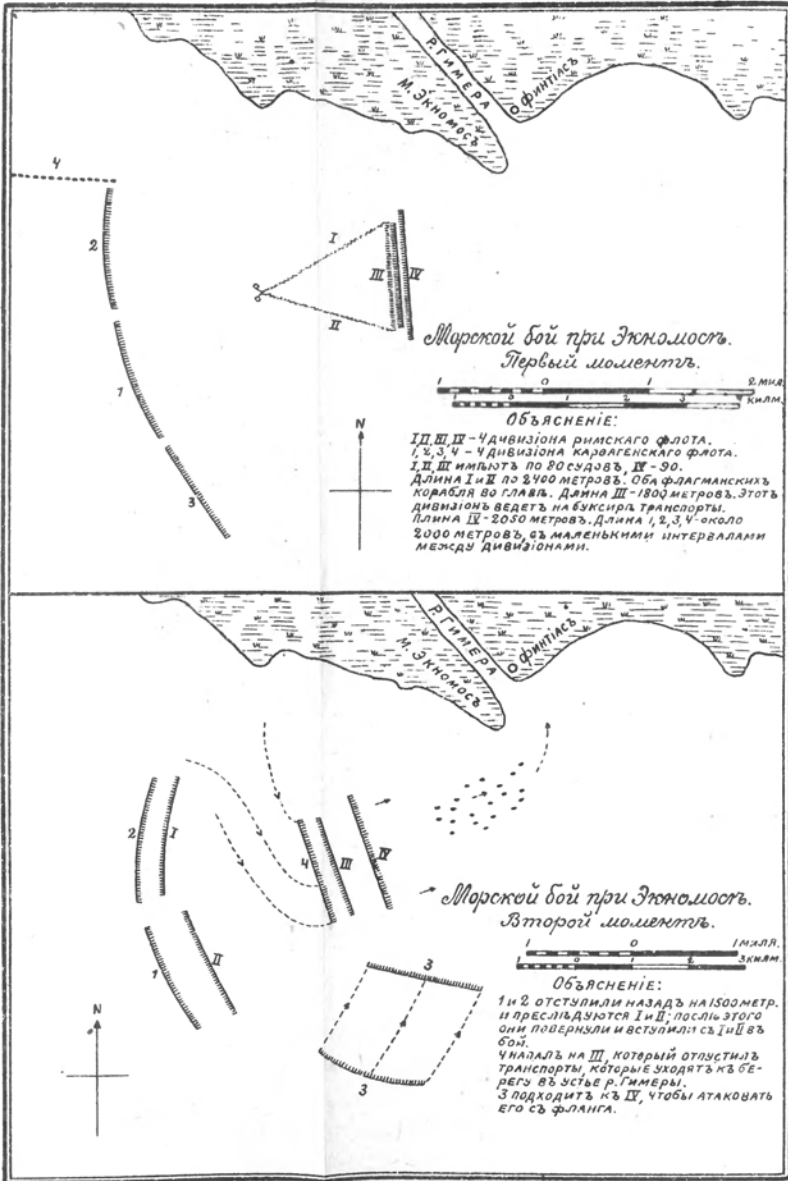 Р. ГИМЕРА
М. ЭКНОМОСЪ
ФИНТІАСЪ
4
2
I
III
IV
II
1
3
Морской бой при Экномосѣ.
Первый моментъ.
1 0 1 2 МИЛ.
1 0 1 2 3 4 КИЛМ.
ОБЪЯСНЕНІЕ:
N
I, II, III, IV – 4 ДИВИЗІОНА РИМСКАГО ФЛОТА.
1, 2, 3, 4 – 4 ДИВИЗІОНА КАРѲАГЕНСКАГО ФЛОТА.
I, II, III ИМѢЮТЪ ПО 80 СУДОВЪ, IV – 90.
ДЛИНА I и II ПО 2400 МЕТРОВЪ. ОБА ФЛАГМАНСКИХЪ
КОРАБЛЯ ВО ГЛАВѢ. ДЛИНА III – 1800 МЕТРОВЪ. ЭТОТЪ
ДИВИЗІОНЪ ВЕДЕТЪ НА БУКСИРѢ ТРАНСПОРТЫ.
ДЛИНА IV – 2050 МЕТРОВЪ. ДЛИНА 1, 2, 3, 4 – ОКОЛО
2000 МЕТРОВЪ, СЪ МАЛЕНЬКИМИ ИНТЕРВАЛАМИ
МЕЖДУ ДИВИЗІОНАМИ.
Р. ГИМЕРА
М. ЭКНОМОСЪ
ФИНТІАСЪ
2
I
4
III
IV
1
II
3
3
Морской бой при Экномосѣ.
Второй моментъ.
1 0 1 МИЛЯ.
1 0 1 2 3 КИЛМ.
ОБЪЯСНЕНІЕ:
N
1 и 2 ОТСТУПИЛИ НАЗАДЪ НА 1500 МЕТР.
И ПРЕСЛѢДУЮТСЯ I и II; ПОСЛѢ ЭТОГО
ОНИ ПОВЕРНУЛИ И ВСТУПИЛИ СЪ I и II ВЪ
БОЙ.
4 НАПАЛЪ НА III, КОТОРЫЙ ОТПУСТИЛЪ
ТРАНСПОРТЫ, КОТОРЫЕ УХОДЯТЪ КЪ БЕ-
РЕГУ ВЪ УСТЬЕ Р. ГИМЕРЫ.
3 ПОДХОДИТЪ КЪ IV, ЧТОБЫ АТАКОВАТЬ
ЕГО СЪ ФЛАНГА.